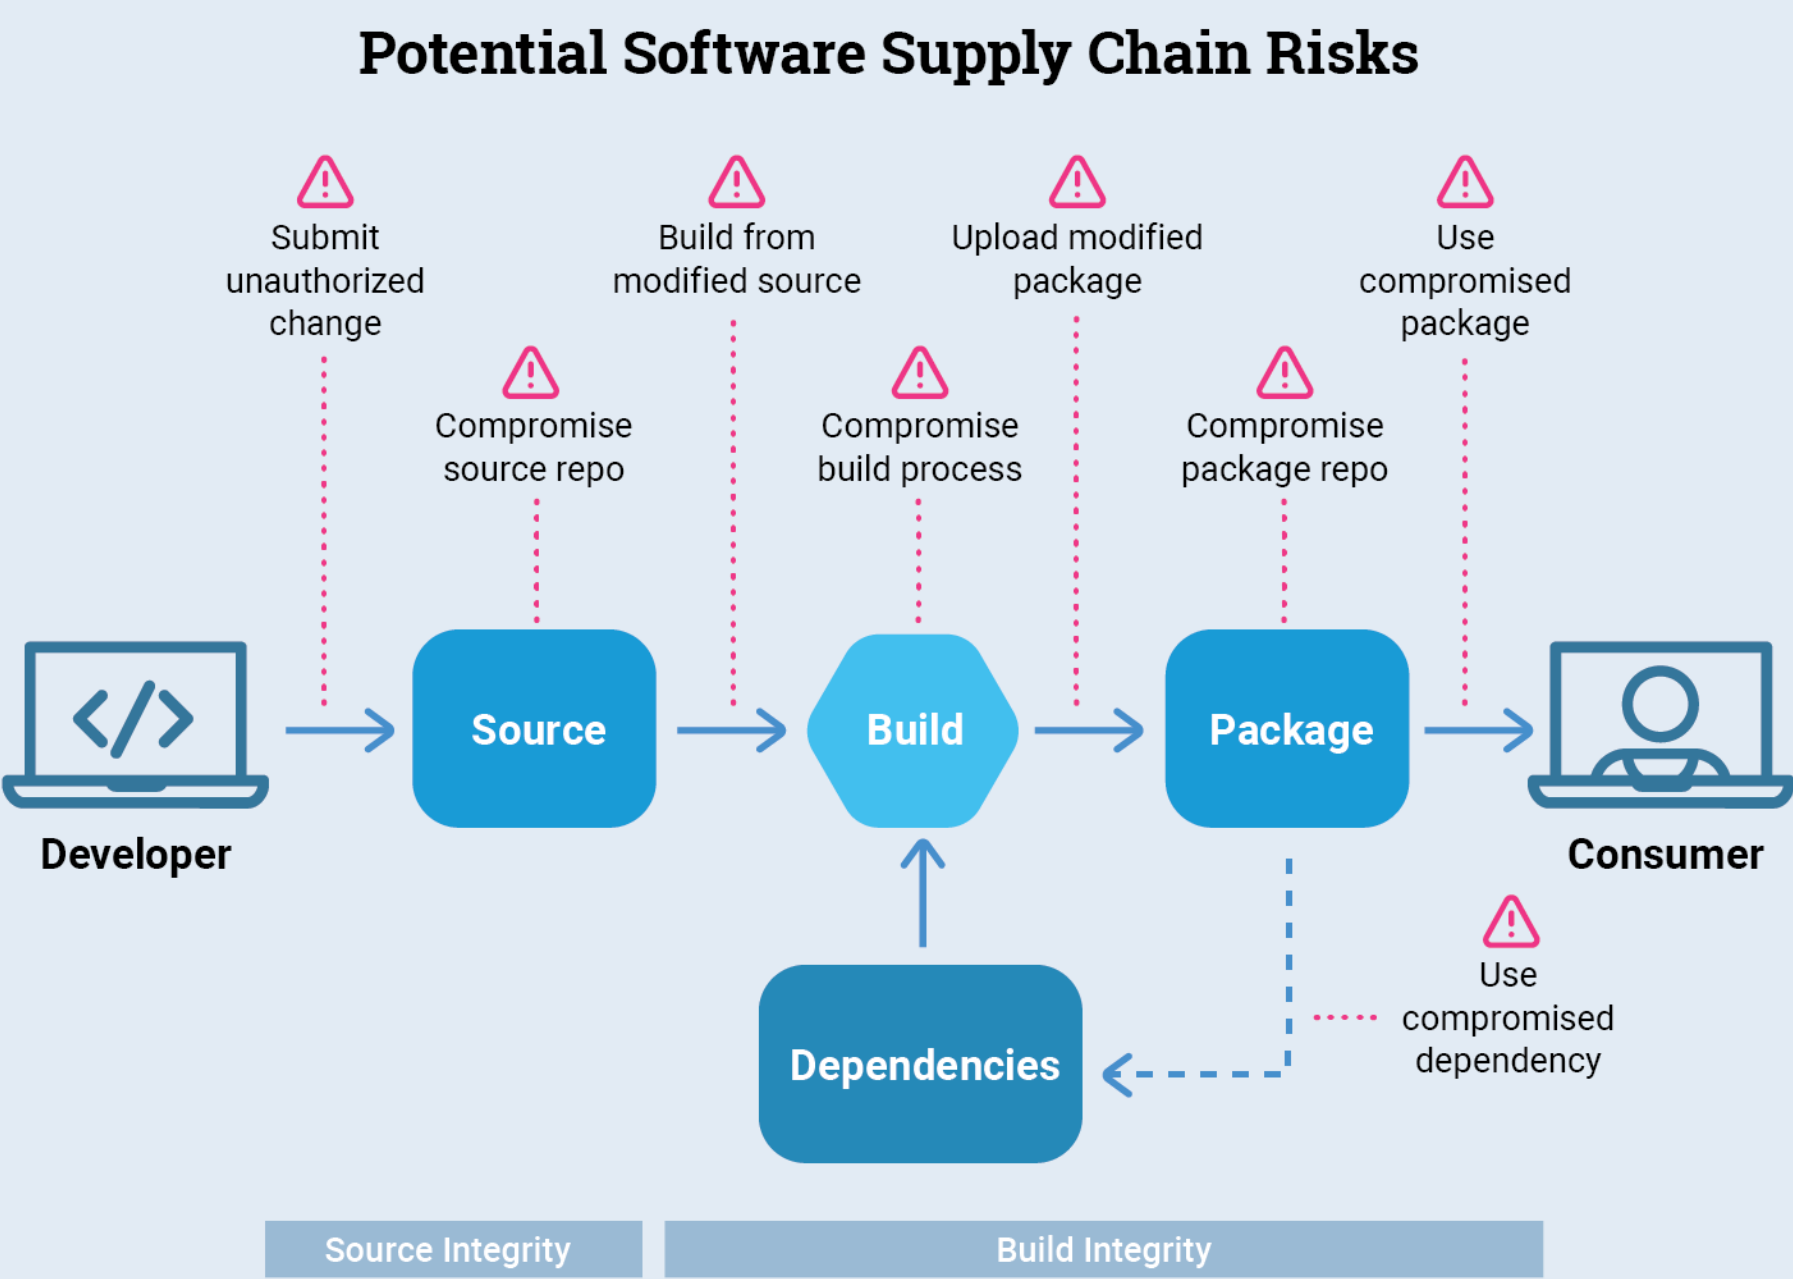 Potential Software Supply Chain Risks
Submit
unauthorized
change
Build from
modified source
Upload modified
package
Use
compromised
package
Compromise
source repo
Compromise
build process
Compromise
package repo
</>
Source
Build
Package
Developer
Consumer
Use
compromised
dependency
Dependencies
Source Integrity
Build Integrity